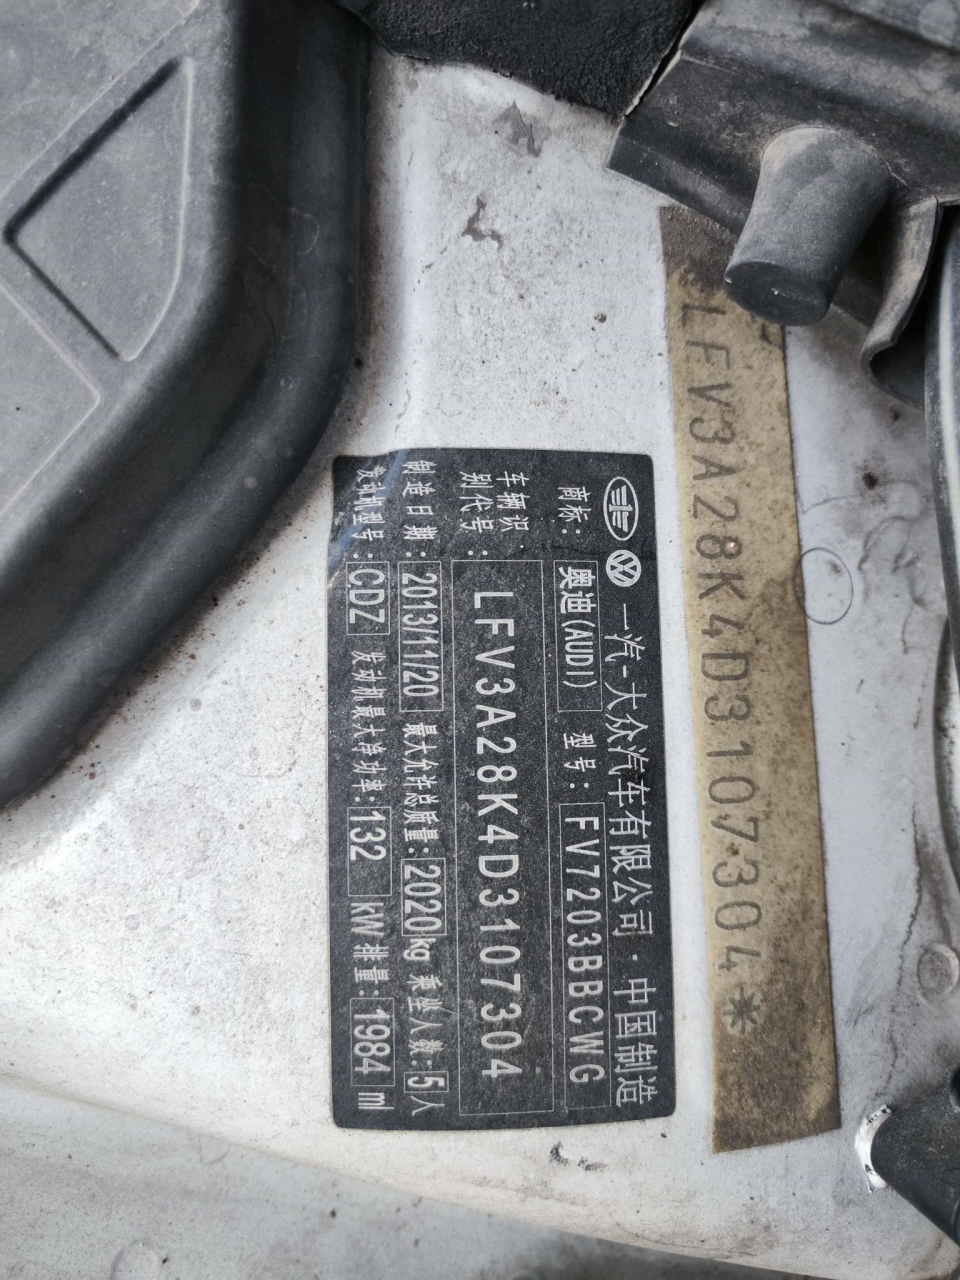 一汽-大众汽车有限公司·中国制造
商标: 奥迪(AUDI) 型号: FV7203BBCWG
车辆识
别代号: LFV3A28K4D3107304
制造日期: 2013/11/20 最大允许总质量: 2020kg 乘坐人数: 5人
发动机型号: CDZ 发动机最大净功率: 132 kW 排量: 1984 ml
*LFV3A28K4D3107304*